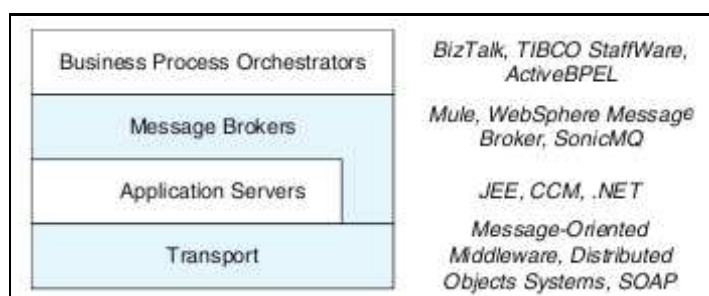 Business Process Orchestrators
BizTalk, TIBCO StaffWare,
ActiveBPEL
Message Brokers
Mule, WebSphere Message
Broker, SonicMQ
Application Servers
JEE, CCM, .NET
Transport
Message-Oriented
Middleware, Distributed
Objects Systems, SOAP